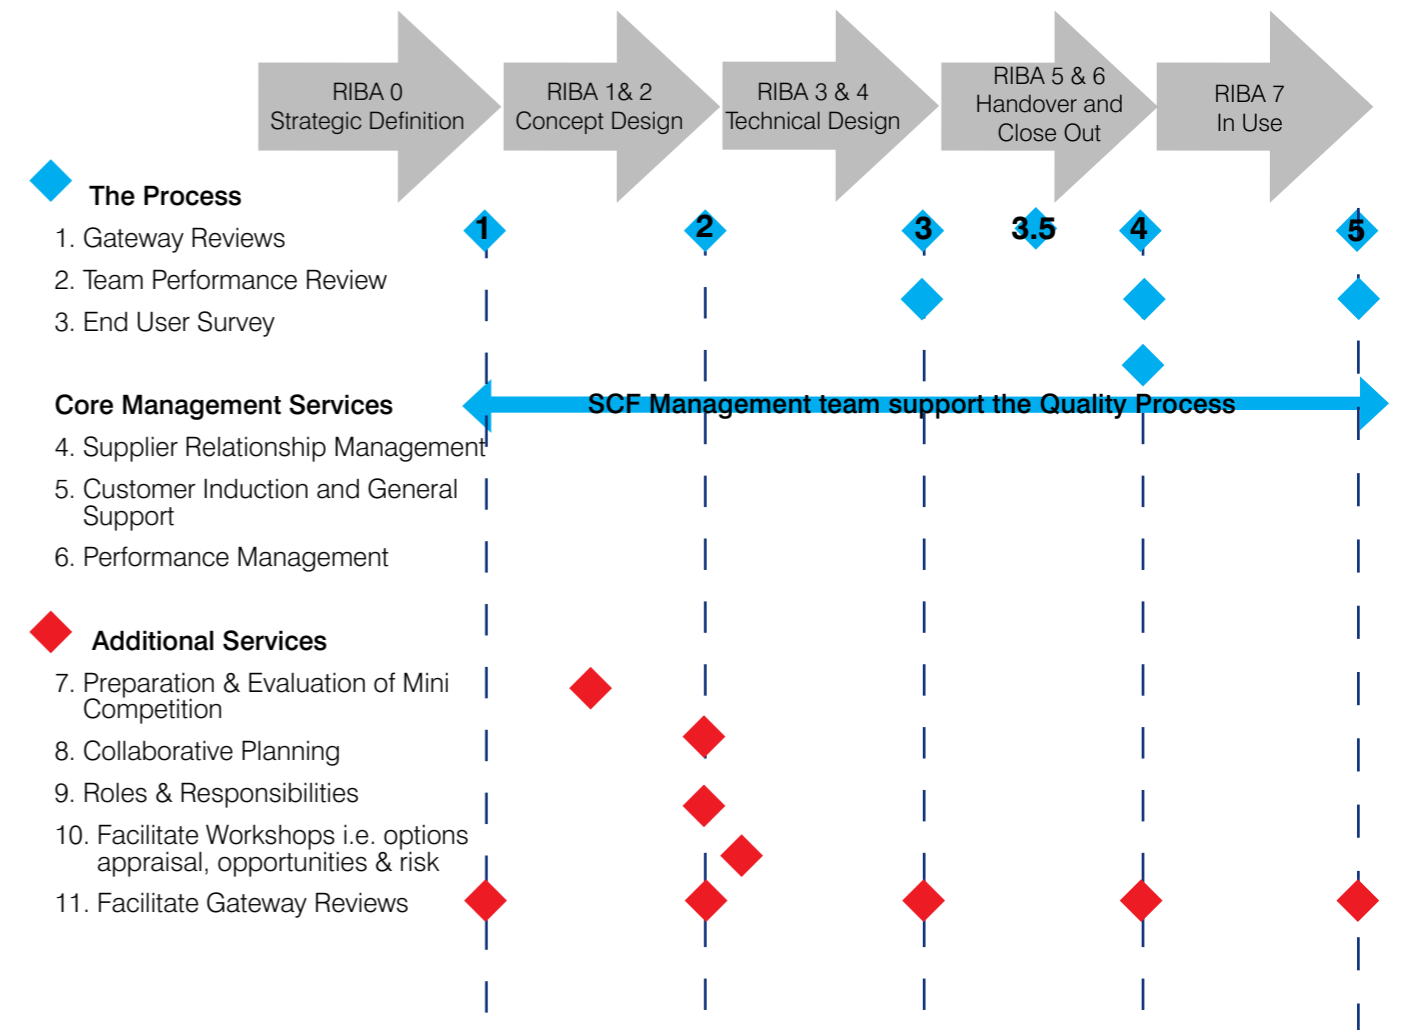 RIBA 0
Strategic Definition
RIBA 1& 2
Concept Design
RIBA 3 & 4
Technical Design
RIBA 5 & 6
Handover and
Close Out
RIBA 7
In Use
The Process
1. Gateway Reviews
1 2 3 3.5 4 5
2. Team Performance Review
3. End User Survey
Core Management Services
SCF Management team support the Quality Process
4. Supplier Relationship Management
5. Customer Induction and General
Support
6. Performance Management
Additional Services
7. Preparation & Evaluation of Mini
Competition
8. Collaborative Planning
9. Roles & Responsibilities
10. Facilitate Workshops i.e. options
appraisal, opportunities & risk
11. Facilitate Gateway Reviews